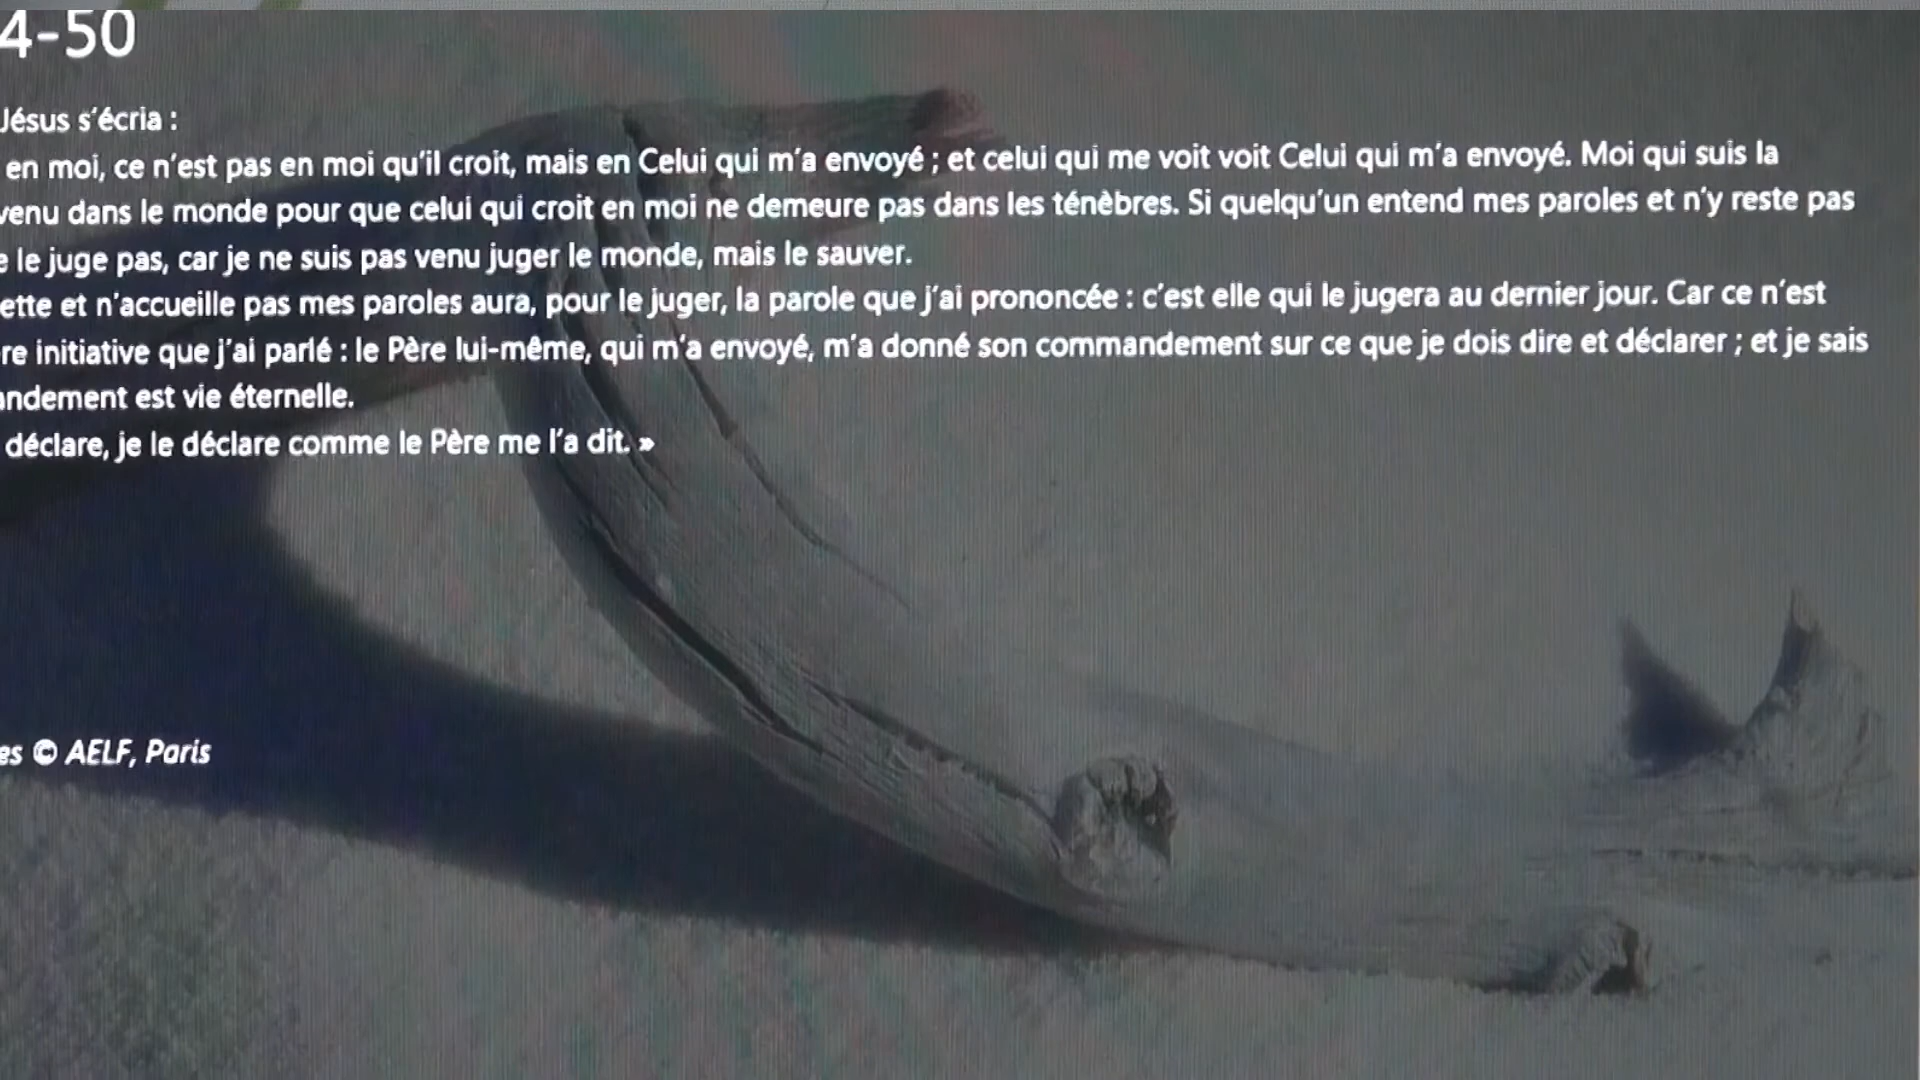 4-50
Jésus s'écria :
en moi, ce n'est pas en moi qu'il croit, mais en Celui qui m'a envoyé ; et celui qui me voit voit Celui qui m'a envoyé. Moi qui suis la
venu dans le monde pour que celui qui croit en moi ne demeure pas dans les ténèbres. Si quelqu'un entend mes paroles et n'y reste pas
le juge pas, car je ne suis pas venu juger le monde, mais le sauver.
ette et n'accueille pas mes paroles aura, pour le juger, la parole que j'ai prononcée : c'est elle qui le jugera au dernier jour. Car ce n'est
re initiative que j'ai parlé : le Père lui-même, qui m'a envoyé, m'a donné son commandement sur ce que je dois dire et déclarer ; et je sais
andement est vie éternelle.
déclare, je le déclare comme le Père me l'a dit. »
es © AELF, Paris